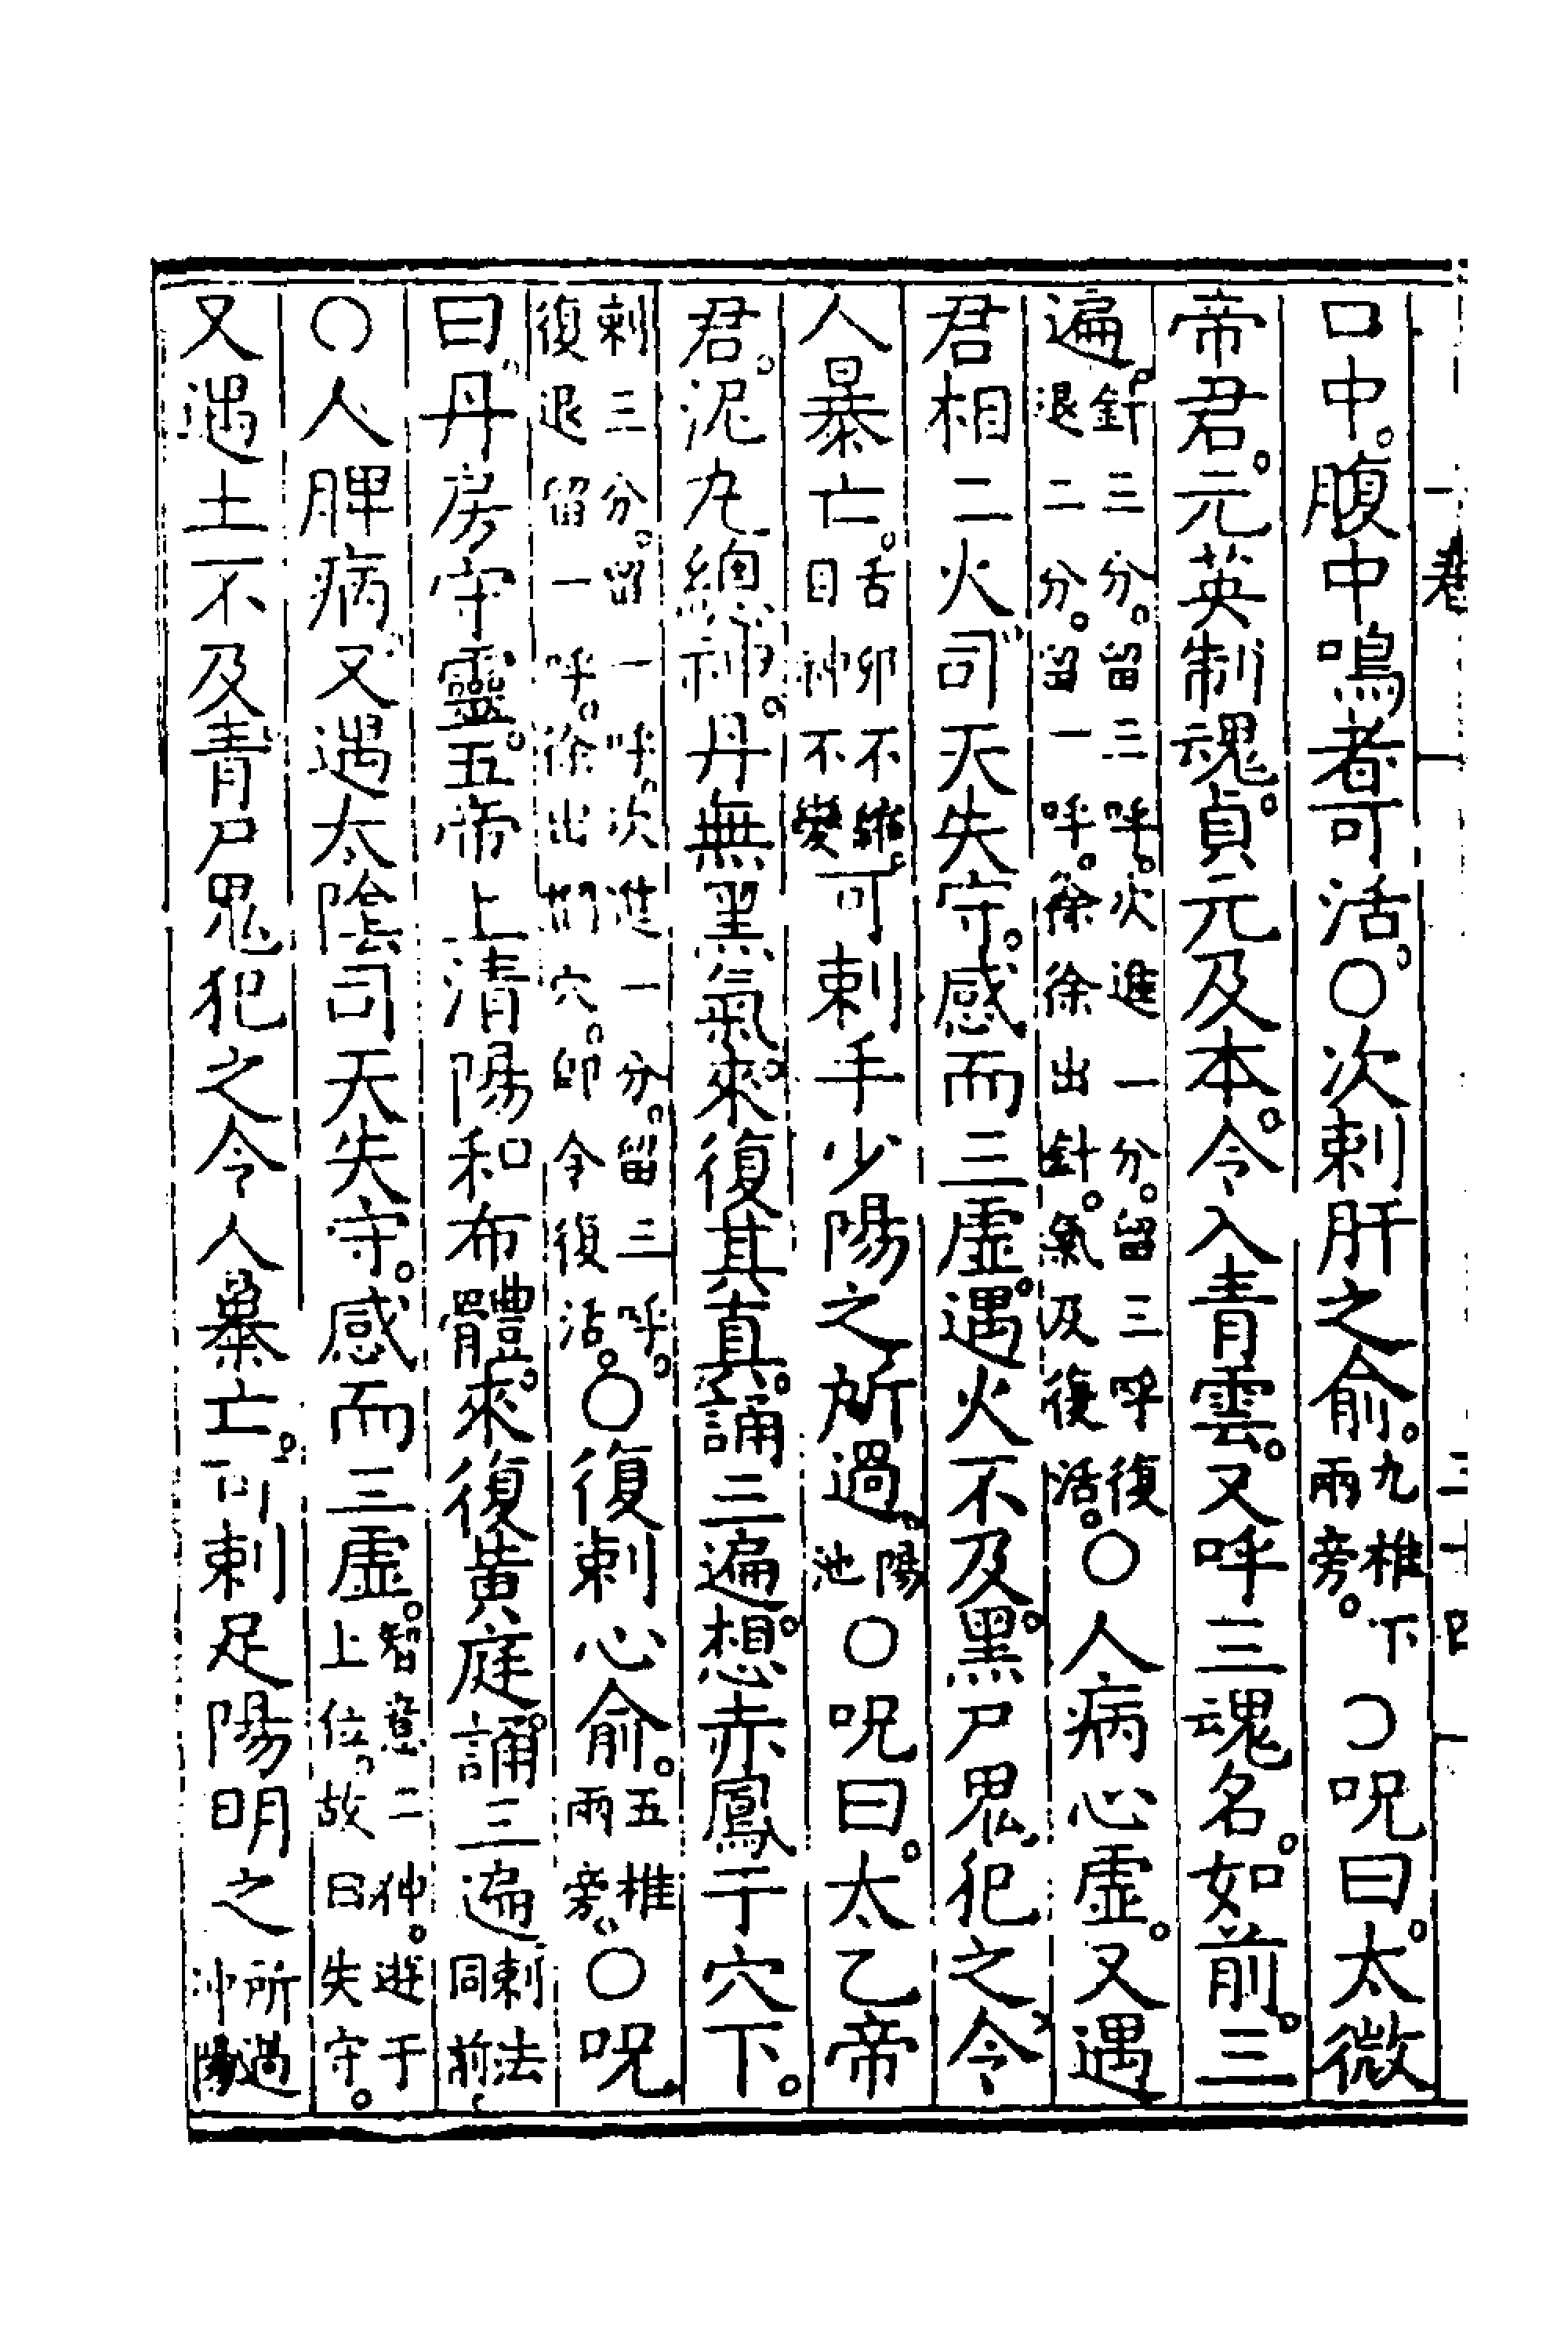 卷
二十四
口中。腹中鳴者可活。○次刺肝之俞。九椎下兩旁。○呪曰。太微
帝君。元英制魂。貞元及本。令入青雲。又呼三魂名。如前。三
遍。針三分。留三呼。次進一分。留三呼。復退二分。留一呼。徐徐出針。氣及復活。○人病心虛。又遇
君相二火司天失守。感而三虛。遇火不及。黑尸鬼犯之。令
人暴亡。舌卵不縮。目神不變。可刺手少陽之所過。陽池○呪曰。太乙帝
君。泥丸總神。丹無黑氣。來復其真。誦三遍。想赤鳳于穴下。
刺三分。留一呼。次進一分。留三呼。復退留一呼。徐出捫穴。即令復活。○復刺心俞。五椎兩旁。○呪
曰。丹房守靈。五帝上清。陽和布體。來復黃庭。誦三遍刺法同前
○人脾病。又遇太陰司天失守。感而三虛。智意二神。遊于上位。故曰失守。
又遇土不及。青尸鬼犯之。令人暴亡。可刺足陽明之所過沖陽